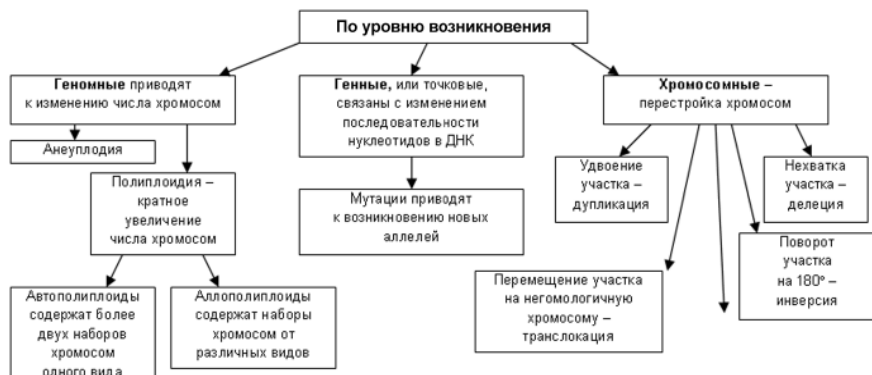 По уровню возникновения
Геномные приводят
к изменению числа хромосом
Генные, или точковые,
связаны с изменением
последовательности
нуклеотидов в ДНК
Хромосомные –
перестройка хромосом
Анеуплодия
Полиплоидия –
кратное
увеличение
числа хромосом
Мутации приводят
к возникновению новых
аллелей
Удвоение
участка –
дупликация
Нехватка
участка –
делеция
Поворот
участка
на 180° –
инверсия
Перемещение участка
на негомологичную
хромосому –
транслокация
Автополиплоиды
содержат более
двух наборов
хромосом
одного вида
Аллополиплоиды
содержат наборы
хромосом от
различных видов